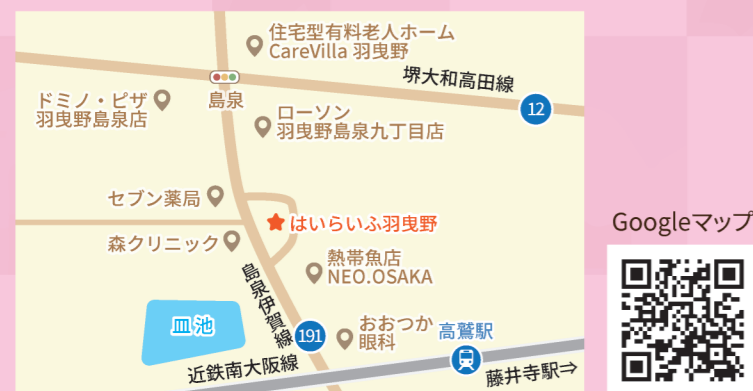 住宅型有料老人ホーム
CareVilla 羽曳野
堺大和高田線
12
島泉
ドミノ・ピザ
羽曳野島泉店
ローソン
羽曳野島泉九丁目店
セブン薬局
はいらいふ羽曳野
森クリニック
熱帯魚店
NEO.OSAKA
島泉伊賀線
191
皿池
おおつか
眼科
高鷲駅
近鉄南大阪線
藤井寺駅⇒
Googleマップ